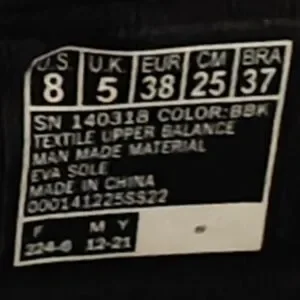 U.S. U.K. EUR CM BRA
8 5 38 25 37
SN 140318 COLOR:BBK
TEXTILE UPPER BALANCE
MAN MADE MATERIAL
EVA SOLE
MADE IN CHINA
000141225SS22
F M Y
224-6 12-21